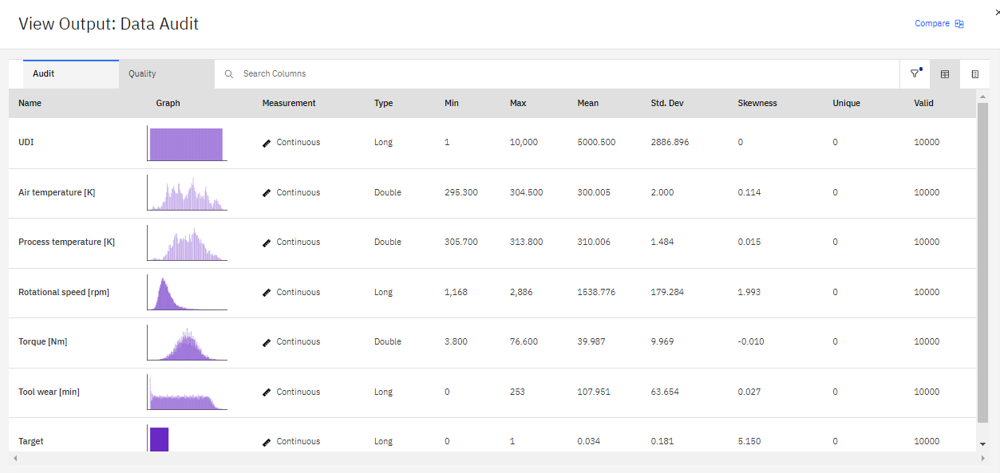 View Output: Data Audit
Compare
Audit Quality Search Columns
Name Graph Measurement Type Min Max Mean Std. Dev Skewness Unique Valid
UDI Continuous Long 1 10,000 5000.500 2886.896 0 0 10000
Air temperature [K] Continuous Double 295.300 304.500 300.005 2.000 0.114 0 10000
Process temperature [K] Continuous Double 305.700 313.800 310.006 1.484 0.015 0 10000
Rotational speed [rpm] Continuous Long 1,168 2,886 1538.776 179.284 1.993 0 10000
Torque [Nm] Continuous Double 3.800 76.600 39.987 9.969 -0.010 0 10000
Tool wear [min] Continuous Long 0 253 107.951 63.654 0.027 0 10000
Target Continuous Long 0 1 0.034 0.181 5.150 0 10000